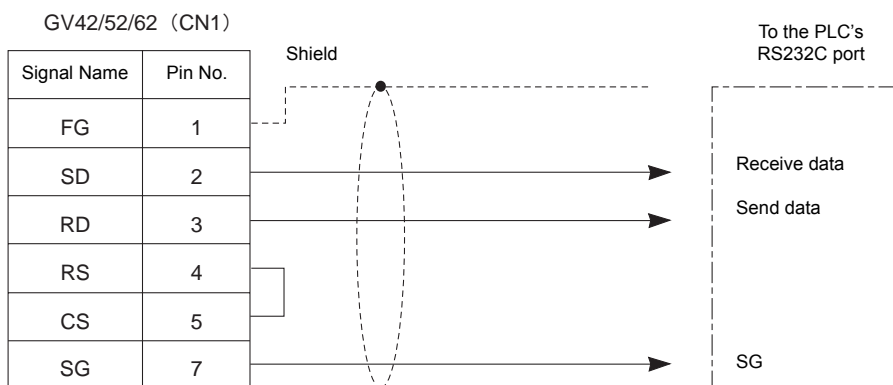 GV42/52/62（CN1）
To the PLC’s
RS232C port
Shield
Signal Name Pin No.
FG 1
SD 2 Receive data
RD 3 Send data
RS 4
CS 5
SG 7 SG